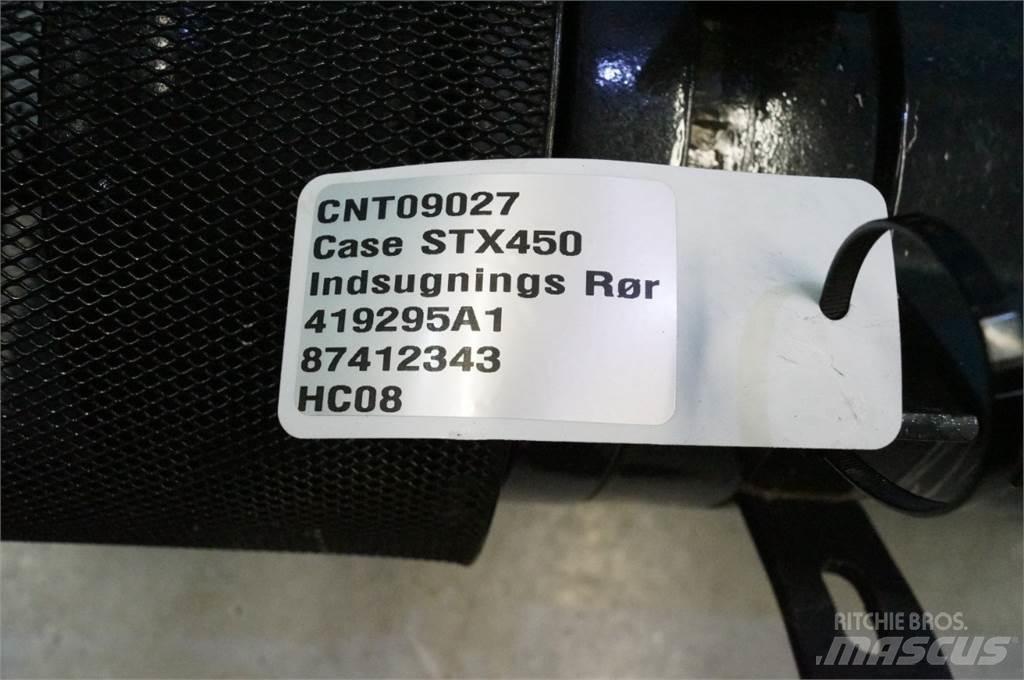 CNT09027
Case STX450
Indsugnings Rør
419295A1
87412343
HC08
RITCHIE BROS.
MASCUS